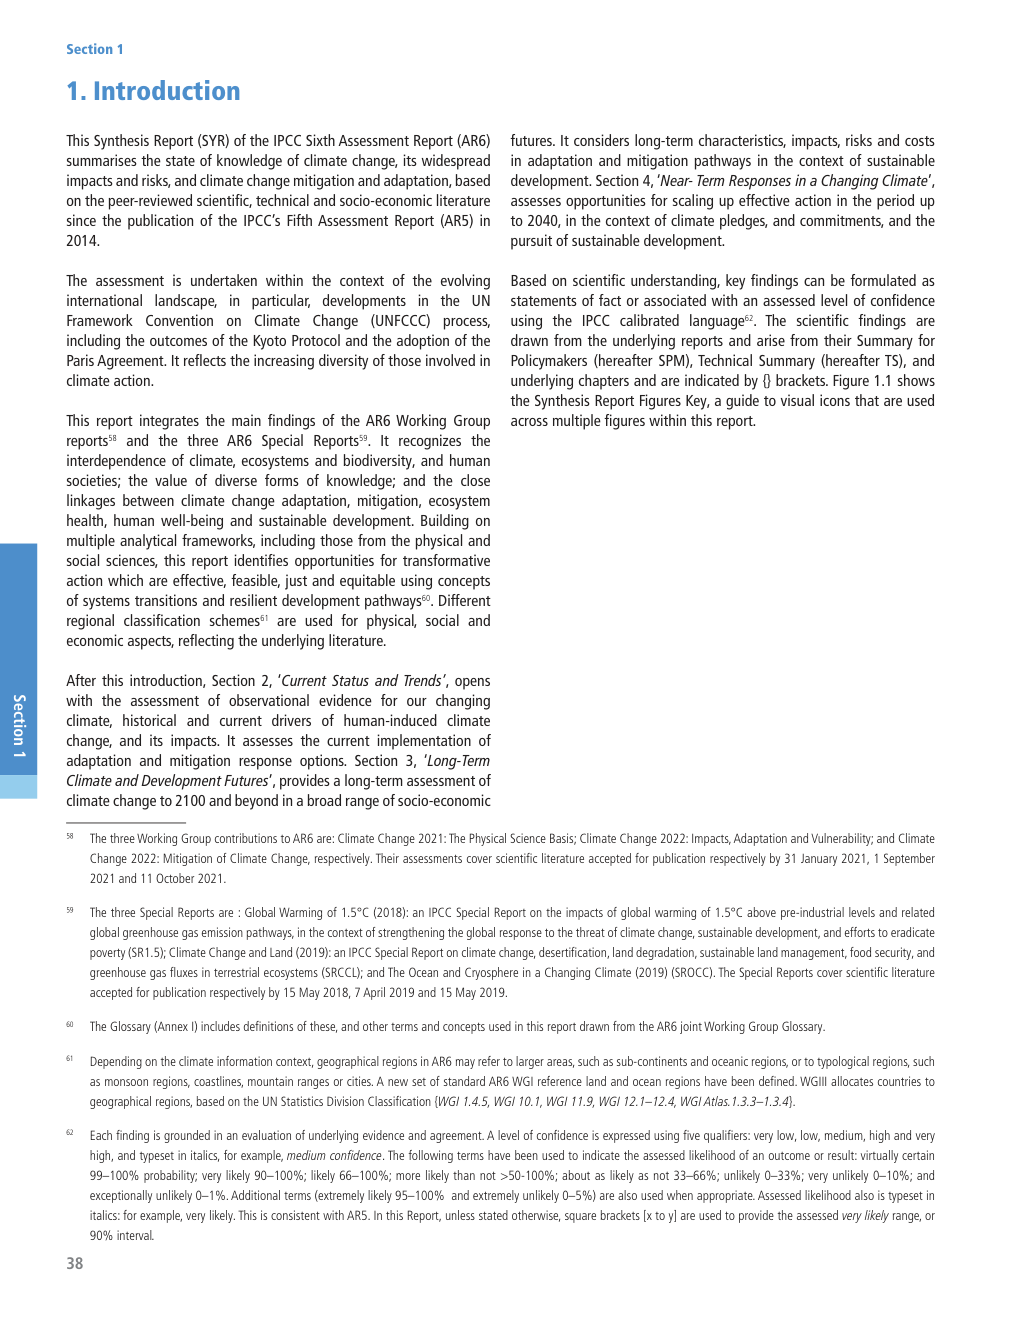 Section 1
1. Introduction
This Synthesis Report (SYR) of the IPCC Sixth Assessment Report (AR6)
summarises the state of knowledge of climate change, its widespread
impacts and risks, and climate change mitigation and adaptation, based
on the peer-reviewed scientific, technical and socio-economic literature
since the publication of the IPCC’s Fifth Assessment Report (AR5) in
2014.
The assessment is undertaken within the context of the evolving
international landscape, in particular, developments in the UN
Framework Convention on Climate Change (UNFCCC) process,
including the outcomes of the Kyoto Protocol and the adoption of the
Paris Agreement. It reflects the increasing diversity of those involved in
climate action.
This report integrates the main findings of the AR6 Working Group
reports58 and the three AR6 Special Reports59. It recognizes the
interdependence of climate, ecosystems and biodiversity, and human
societies; the value of diverse forms of knowledge; and the close
linkages between climate change adaptation, mitigation, ecosystem
health, human well-being and sustainable development. Building on
multiple analytical frameworks, including those from the physical and
social sciences, this report identifies opportunities for transformative
action which are effective, feasible, just and equitable using concepts
of systems transitions and resilient development pathways60. Different
regional classification schemes61 are used for physical, social and
economic aspects, reflecting the underlying literature.
After this introduction, Section 2, ‘Current Status and Trends’, opens
with the assessment of observational evidence for our changing
climate, historical and current drivers of human-induced climate
change, and its impacts. It assesses the current implementation of
adaptation and mitigation response options. Section 3, ‘Long-Term
Climate and Development Futures’, provides a long-term assessment of
climate change to 2100 and beyond in a broad range of socio-economic
futures. It considers long-term characteristics, impacts, risks and costs
in adaptation and mitigation pathways in the context of sustainable
development. Section 4, ‘Near- Term Responses in a Changing Climate’,
assesses opportunities for scaling up effective action in the period up
to 2040, in the context of climate pledges, and commitments, and the
pursuit of sustainable development.
Based on scientific understanding, key findings can be formulated as
statements of fact or associated with an assessed level of confidence
using the IPCC calibrated language62. The scientific findings are
drawn from the underlying reports and arise from their Summary for
Policymakers (hereafter SPM), Technical Summary (hereafter TS), and
underlying chapters and are indicated by {} brackets. Figure 1.1 shows
the Synthesis Report Figures Key, a guide to visual icons that are used
across multiple figures within this report.
Section 1
58 The three Working Group contributions to AR6 are: Climate Change 2021: The Physical Science Basis; Climate Change 2022: Impacts, Adaptation and Vulnerability; and Climate
Change 2022: Mitigation of Climate Change, respectively. Their assessments cover scientific literature accepted for publication respectively by 31 January 2021, 1 September
2021 and 11 October 2021.
59 The three Special Reports are : Global Warming of 1.5°C (2018): an IPCC Special Report on the impacts of global warming of 1.5°C above pre-industrial levels and related
global greenhouse gas emission pathways, in the context of strengthening the global response to the threat of climate change, sustainable development, and efforts to eradicate
poverty (SR1.5); Climate Change and Land (2019): an IPCC Special Report on climate change, desertification, land degradation, sustainable land management, food security, and
greenhouse gas fluxes in terrestrial ecosystems (SRCCL); and The Ocean and Cryosphere in a Changing Climate (2019) (SROCC). The Special Reports cover scientific literature
accepted for publication respectively by 15 May 2018, 7 April 2019 and 15 May 2019.
60 The Glossary (Annex I) includes definitions of these, and other terms and concepts used in this report drawn from the AR6 joint Working Group Glossary.
61 Depending on the climate information context, geographical regions in AR6 may refer to larger areas, such as sub-continents and oceanic regions, or to typological regions, such
as monsoon regions, coastlines, mountain ranges or cities. A new set of standard AR6 WGI reference land and ocean regions have been defined. WGIII allocates countries to
geographical regions, based on the UN Statistics Division Classification {WGI 1.4.5, WGI 10.1, WGI 11.9, WGI 12.1–12.4, WGI Atlas.1.3.3–1.3.4}.
62 Each finding is grounded in an evaluation of underlying evidence and agreement. A level of confidence is expressed using five qualifiers: very low, low, medium, high and very
high, and typeset in italics, for example, medium confidence. The following terms have been used to indicate the assessed likelihood of an outcome or result: virtually certain
99–100% probability; very likely 90–100%; likely 66–100%; more likely than not >50-100%; about as likely as not 33–66%; unlikely 0–33%; very unlikely 0–10%; and
exceptionally unlikely 0–1%. Additional terms (extremely likely 95–100% and extremely unlikely 0–5%) are also used when appropriate. Assessed likelihood also is typeset in
italics: for example, very likely. This is consistent with AR5. In this Report, unless stated otherwise, square brackets [x to y] are used to provide the assessed very likely range, or
90% interval.
38